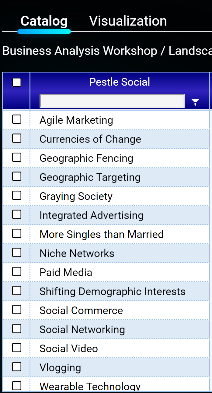 Catalog Visualization
Business Analysis Workshop / Landsca
Pestle Social
Agile Marketing
Currencies of Change
Geographic Fencing
Geographic Targeting
Graying Society
Integrated Advertising
More Singles than Married
Niche Networks
Paid Media
Shifting Demographic Interests
Social Commerce
Social Networking
Social Video
Vlogging
Wearable Technology